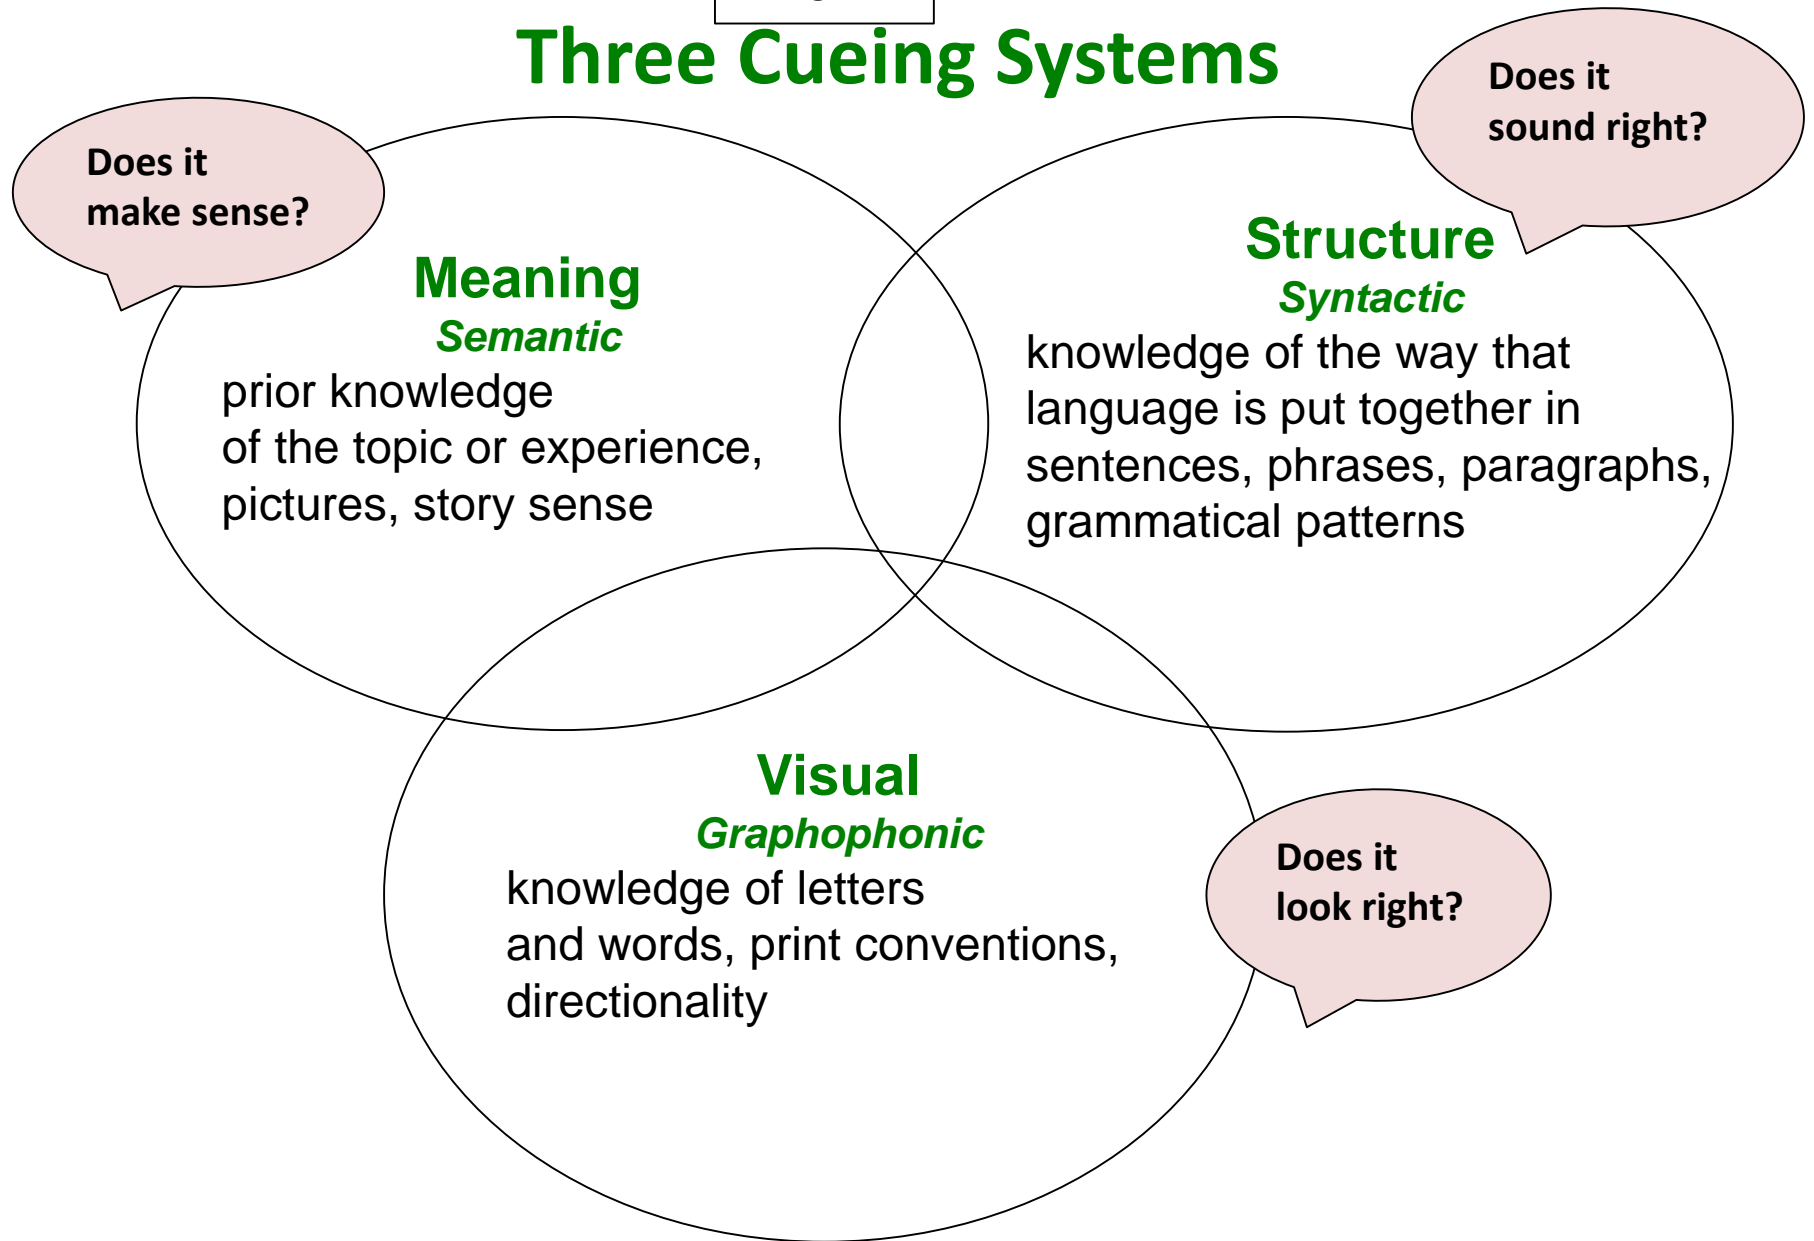 Three Cueing Systems
Does it
make sense?
Does it
sound right?
Meaning
Semantic
prior knowledge
of the topic or experience,
pictures, story sense
Structure
Syntactic
knowledge of the way that
language is put together in
sentences, phrases, paragraphs,
grammatical patterns
Visual
Graphophonic
knowledge of letters
and words, print conventions,
directionality
Does it
look right?